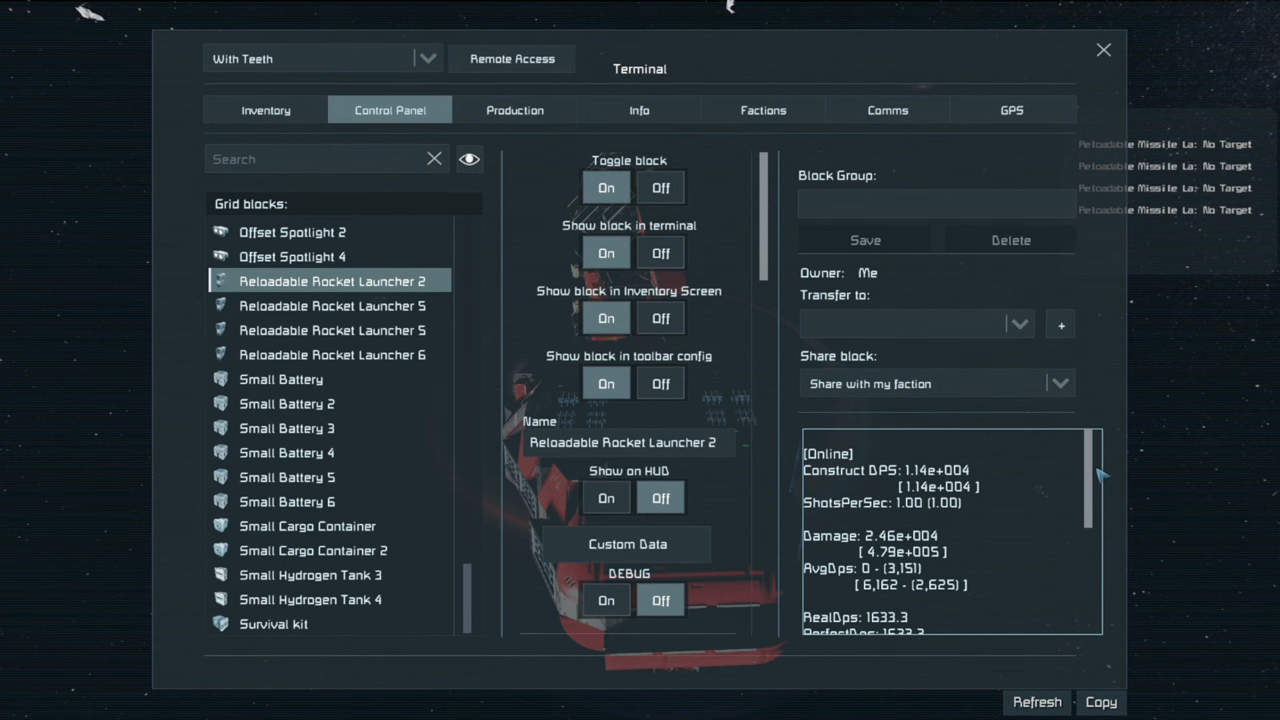 With Teeth
Remote Access
Terminal
Inventory
Control Panel
Production
Info
Factions
Comms
GPS
Search
Grid blocks:
Offset Spotlight 2
Offset Spotlight 4
Reloadable Rocket Launcher 2
Reloadable Rocket Launcher 5
Reloadable Rocket Launcher 5
Reloadable Rocket Launcher 6
Small Battery
Small Battery 2
Small Battery 3
Small Battery 4
Small Battery 5
Small Battery 6
Small Cargo Container
Small Cargo Container 2
Small Hydrogen Tank 3
Small Hydrogen Tank 4
Survival kit
Toggle block
On Off
Show block in terminal
On Off
Show block in Inventory Screen
On Off
Show block in toolbar config
On Off
Name
Reloadable Rocket Launcher 2
Show on HUD
On Off
Custom Data
DEBUG
On Off
Block Group:
Save Delete
Owner: Me
Transfer to:
+
Share block:
Share with my faction
[Online]
Construct DPS: 1.14e+004
[ 1.14e+004 ]
ShotsPerSec: 1.00 (1.00)
Damage: 2.46e+004
[ 4.79e+005 ]
AvgDps: 0 - (3,151)
[ 6,162 - (2,625) ]
RealDps: 1633.3
PerfectDps: 1633.3
Reloadable Missile La: No Target
Reloadable Missile La: No Target
Reloadable Missile La: No Target
Reloadable Missile La: No Target
Refresh Copy